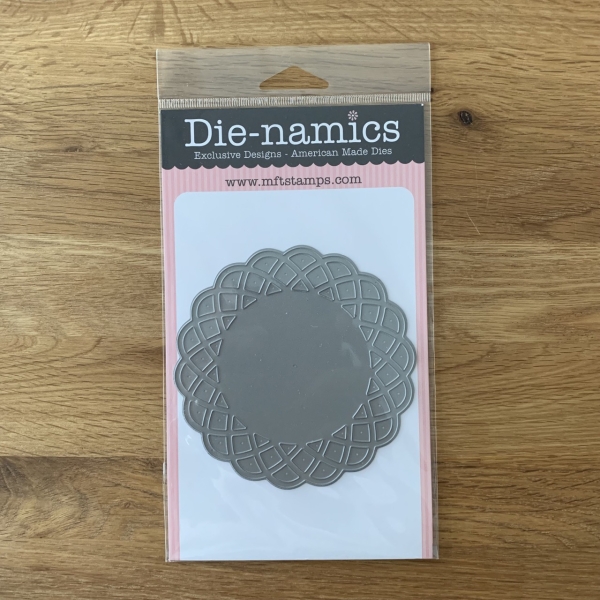 Die-namics
Exclusive Designs - American Made Dies
www.mftstamps.com